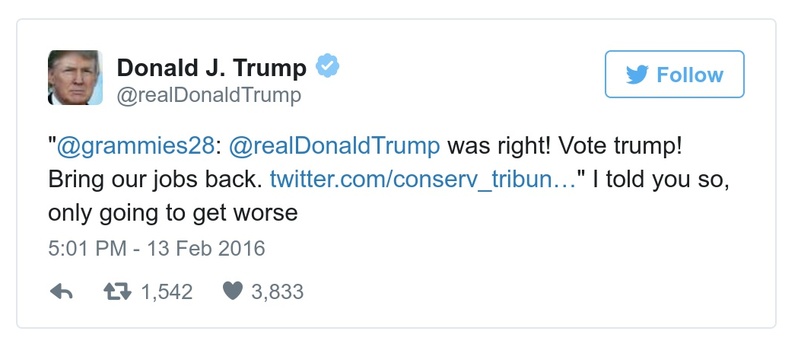 Donald J. Trump
@realDonaldTrump
Follow
"@grammies28: @realDonaldTrump was right! Vote trump!
Bring our jobs back. twitter.com/conserv_tribun…" I told you so,
only going to get worse
5:01 PM - 13 Feb 2016
1,542 3,833